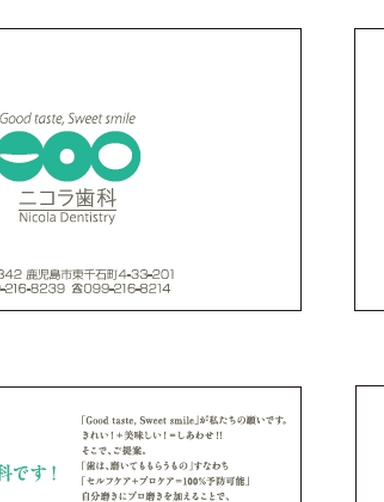 Good taste, Sweet smile
ニコラ歯科
Nicola Dentistry
342 鹿児島市東千石町4-33-201
-216-8239 ☎099-216-8214
科です！
「Good taste, Sweet smile」が私たちの願いです。
きれい！＋美味しい！＝しあわせ!!
そこで、ご提案。
「歯は、磨いてもらうもの」すなわち
「セルフケア＋プロケア＝100%予防可能」
自分磨きにプロ磨きを加えることで、